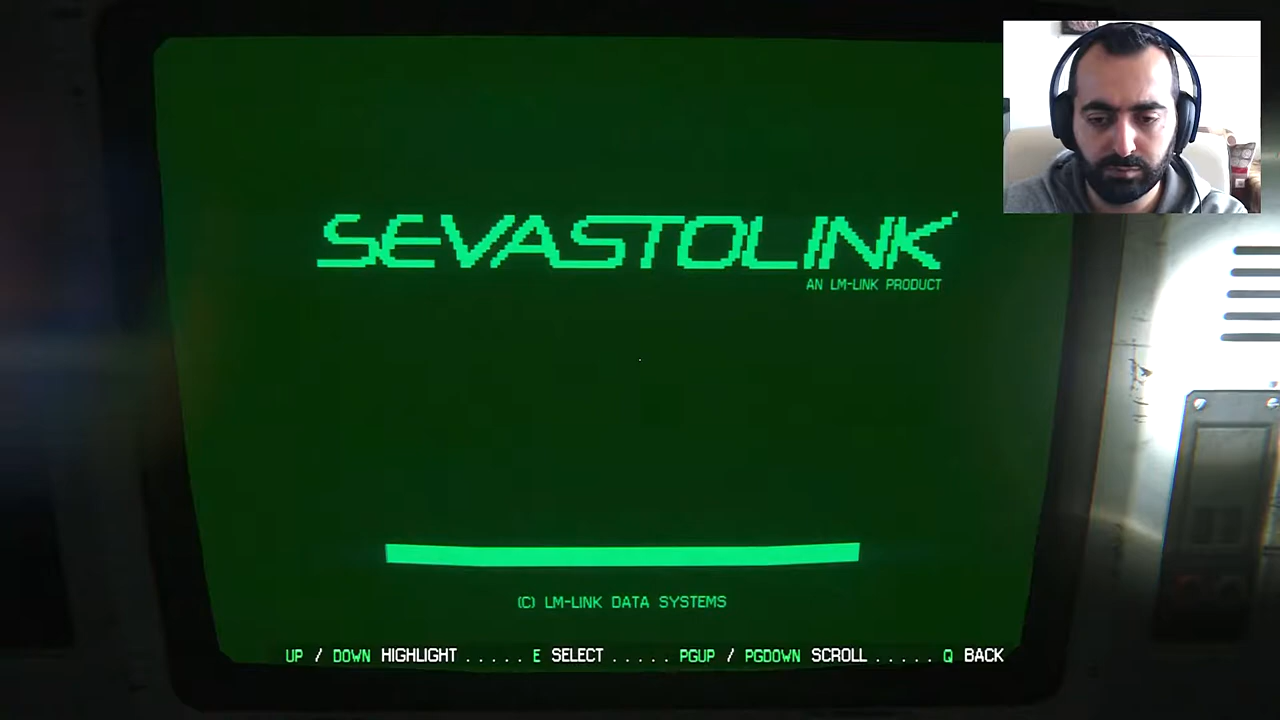 SEVASTOLINK
AN LM-LINK PRODUCT
(C) LM-LINK DATA SYSTEMS
UP / DOWN HIGHLIGHT ..... E SELECT ..... PGUP / PGDOWN SCROLL ..... Q BACK